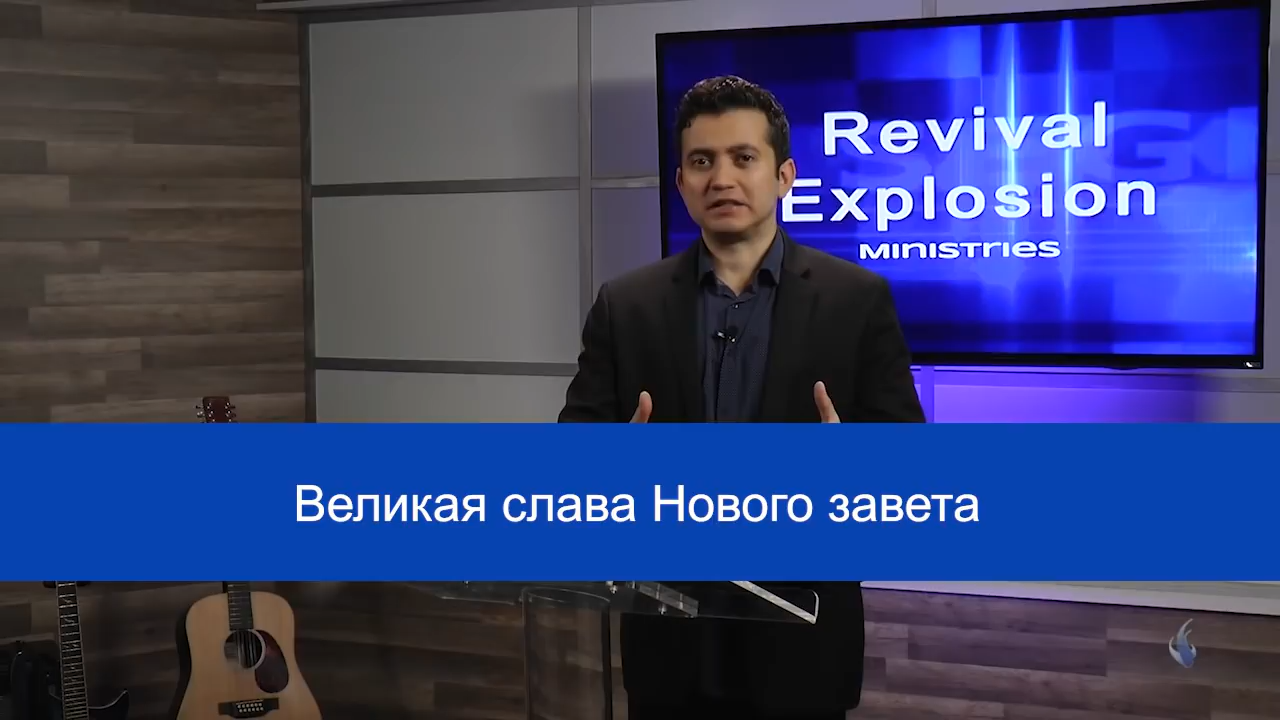 Revival
Explosion
MINISTRIES
Великая слава Нового завета